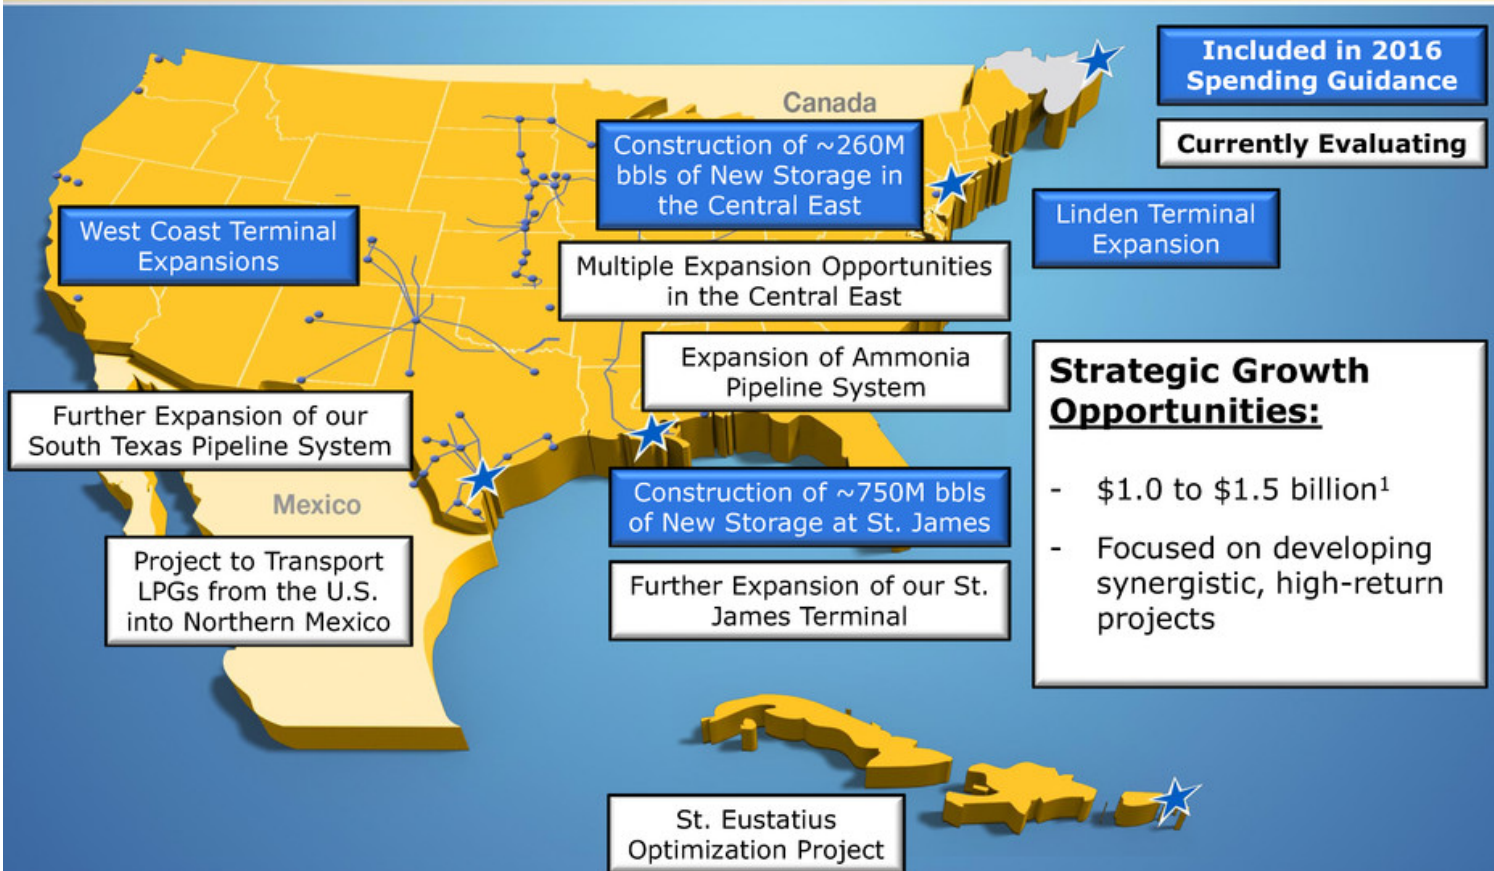 Included in 2016
Spending Guidance
Currently Evaluating
Canada
Construction of ~260M
bbls of New Storage in
the Central East
West Coast Terminal
Expansions
Linden Terminal
Expansion
Multiple Expansion Opportunities
in the Central East
Expansion of Ammonia
Pipeline System
Strategic Growth
Opportunities:
- $1.0 to $1.5 billion¹
- Focused on developing
synergistic, high-return
projects
Further Expansion of our
South Texas Pipeline System
Mexico
Construction of ~750M bbls
of New Storage at St. James
Project to Transport
LPGs from the U.S.
into Northern Mexico
Further Expansion of our St.
James Terminal
St. Eustatius
Optimization Project